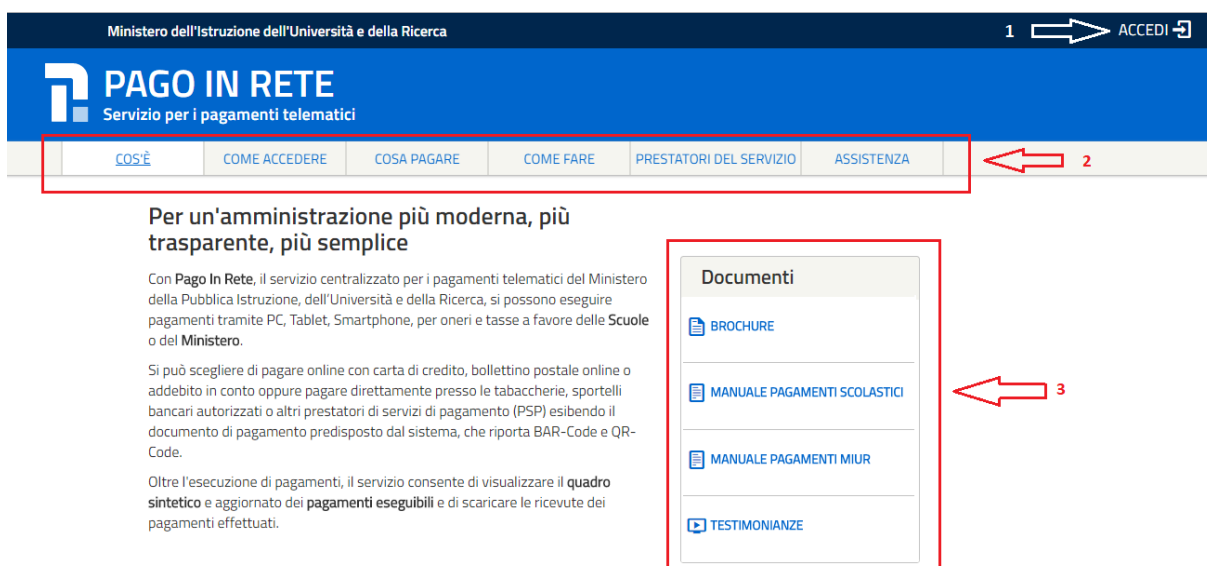 Ministero dell'Istruzione dell'Università e della Ricerca
1
ACCEDI
PAGO IN RETE
Servizio per i pagamenti telematici
COS'È
COME ACCEDERE
COSA PAGARE
COME FARE
PRESTATORI DEL SERVIZIO
ASSISTENZA
2
Per un'amministrazione più moderna, più
trasparente, più semplice
Con Pago In Rete, il servizio centralizzato per i pagamenti telematici del Ministero
della Pubblica Istruzione, dell'Università e della Ricerca, si possono eseguire
pagamenti tramite PC, Tablet, Smartphone, per oneri e tasse a favore delle Scuole
o del Ministero.
Si può scegliere di pagare online con carta di credito, bollettino postale online o
addebito in conto oppure pagare direttamente presso le tabaccherie, sportelli
bancari autorizzati o altri prestatori di servizi di pagamento (PSP) esibendo il
documento di pagamento predisposto dal sistema, che riporta BAR-Code e QR-
Code.
Oltre l'esecuzione di pagamenti, il servizio consente di visualizzare il quadro
sintetico e aggiornato dei pagamenti eseguibili e di scaricare le ricevute dei
pagamenti effettuati.
Documenti
BROCHURE
MANUALE PAGAMENTI SCOLASTICI
MANUALE PAGAMENTI MIUR
TESTIMONIANZE
3